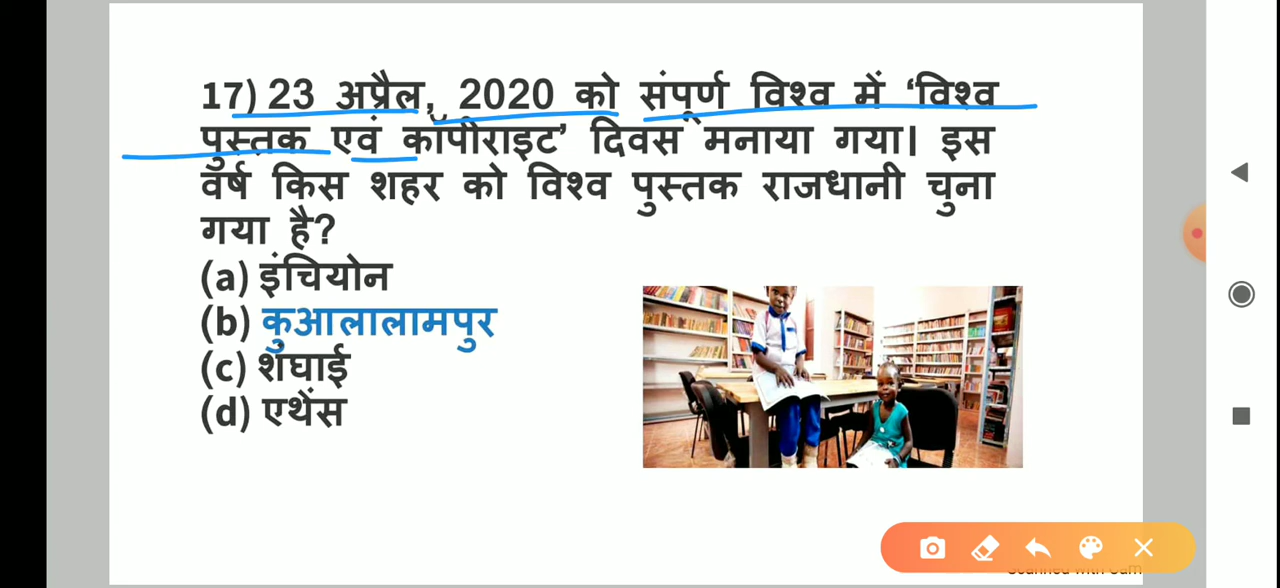 17) 23 अप्रैल, 2020 को संपूर्ण विश्व में ‘विश्व
पुस्तक एवं कॉपीराइट’ दिवस मनाया गया। इस
वर्ष किस शहर को विश्व पुस्तक राजधानी चुना
गया है?
(a) इंचियोन
(b) कुआलालामपुर
(c) शंघाई
(d) एथेंस